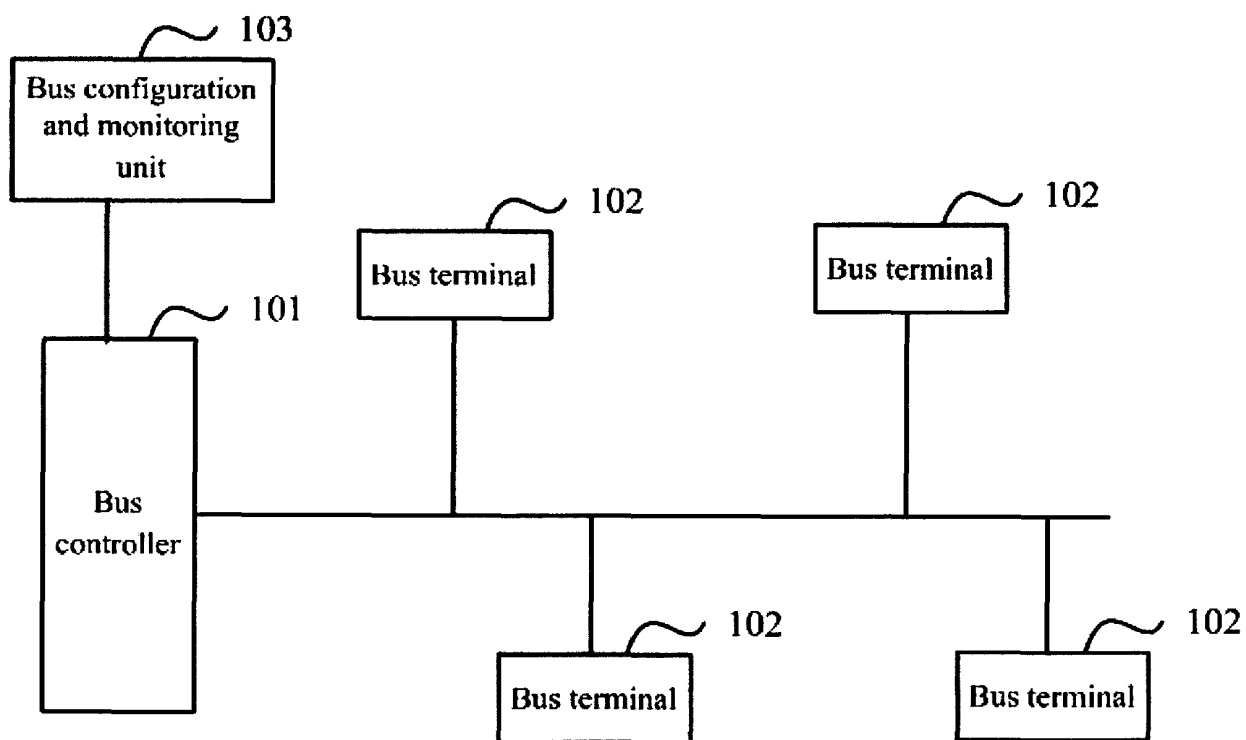 103
Bus configuration
and monitoring
unit
102
Bus terminal
102
Bus terminal
101
Bus
controller
102
Bus terminal
102
Bus terminal